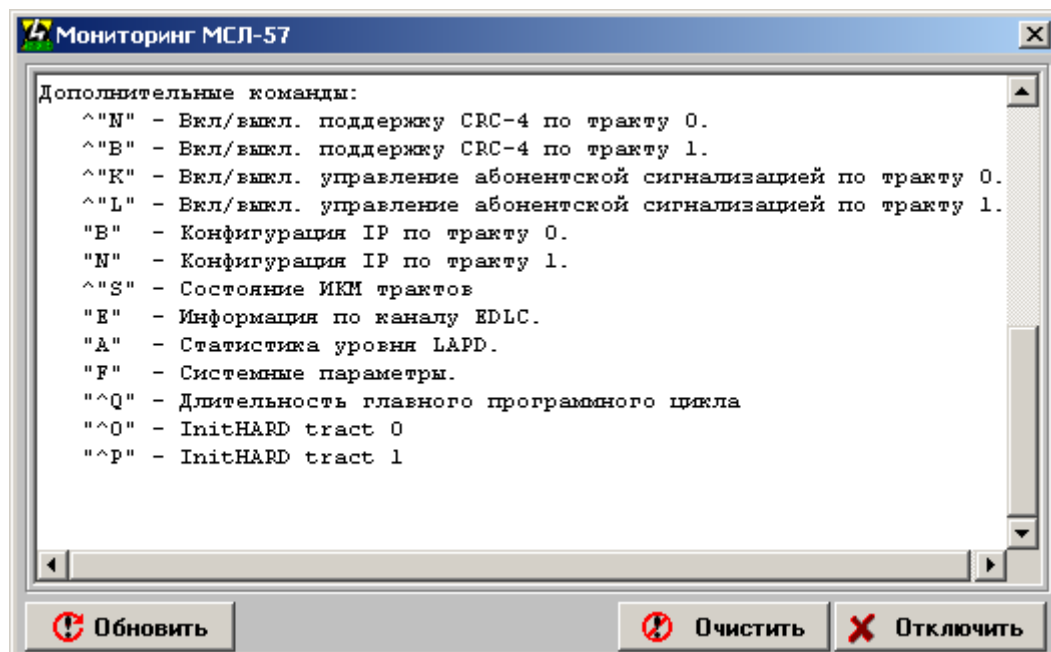 Мониторинг МСЛ-57
Дополнительные команды:
^"N" - Вкл/выкл. поддержку CRC-4 по тракту 0.
^"B" - Вкл/выкл. поддержку CRC-4 по тракту 1.
^"K" - Вкл/выкл. управление абонентской сигнализацией по тракту 0.
^"L" - Вкл/выкл. управление абонентской сигнализацией по тракту 1.
"B" - Конфигурация IP по тракту 0.
"N" - Конфигурация IP по тракту 1.
^"S" - Состояние ИКМ трактов
"E" - Информация по каналу EDLC.
"A" - Статистика уровня LAPD.
"F" - Системные параметры.
"^Q" - Длительность главного программного цикла
"^O" - InitHARD tract 0
"^P" - InitHARD tract 1
Обновить Очистить Отключить